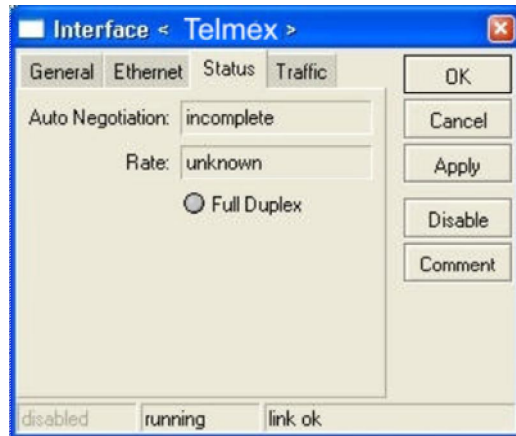 Interface < Telmex >
General Ethernet Status Traffic
OK
Auto Negotiation: incomplete
Cancel
Rate: unknown
Apply
Full Duplex
Disable
Comment
disabled running link ok